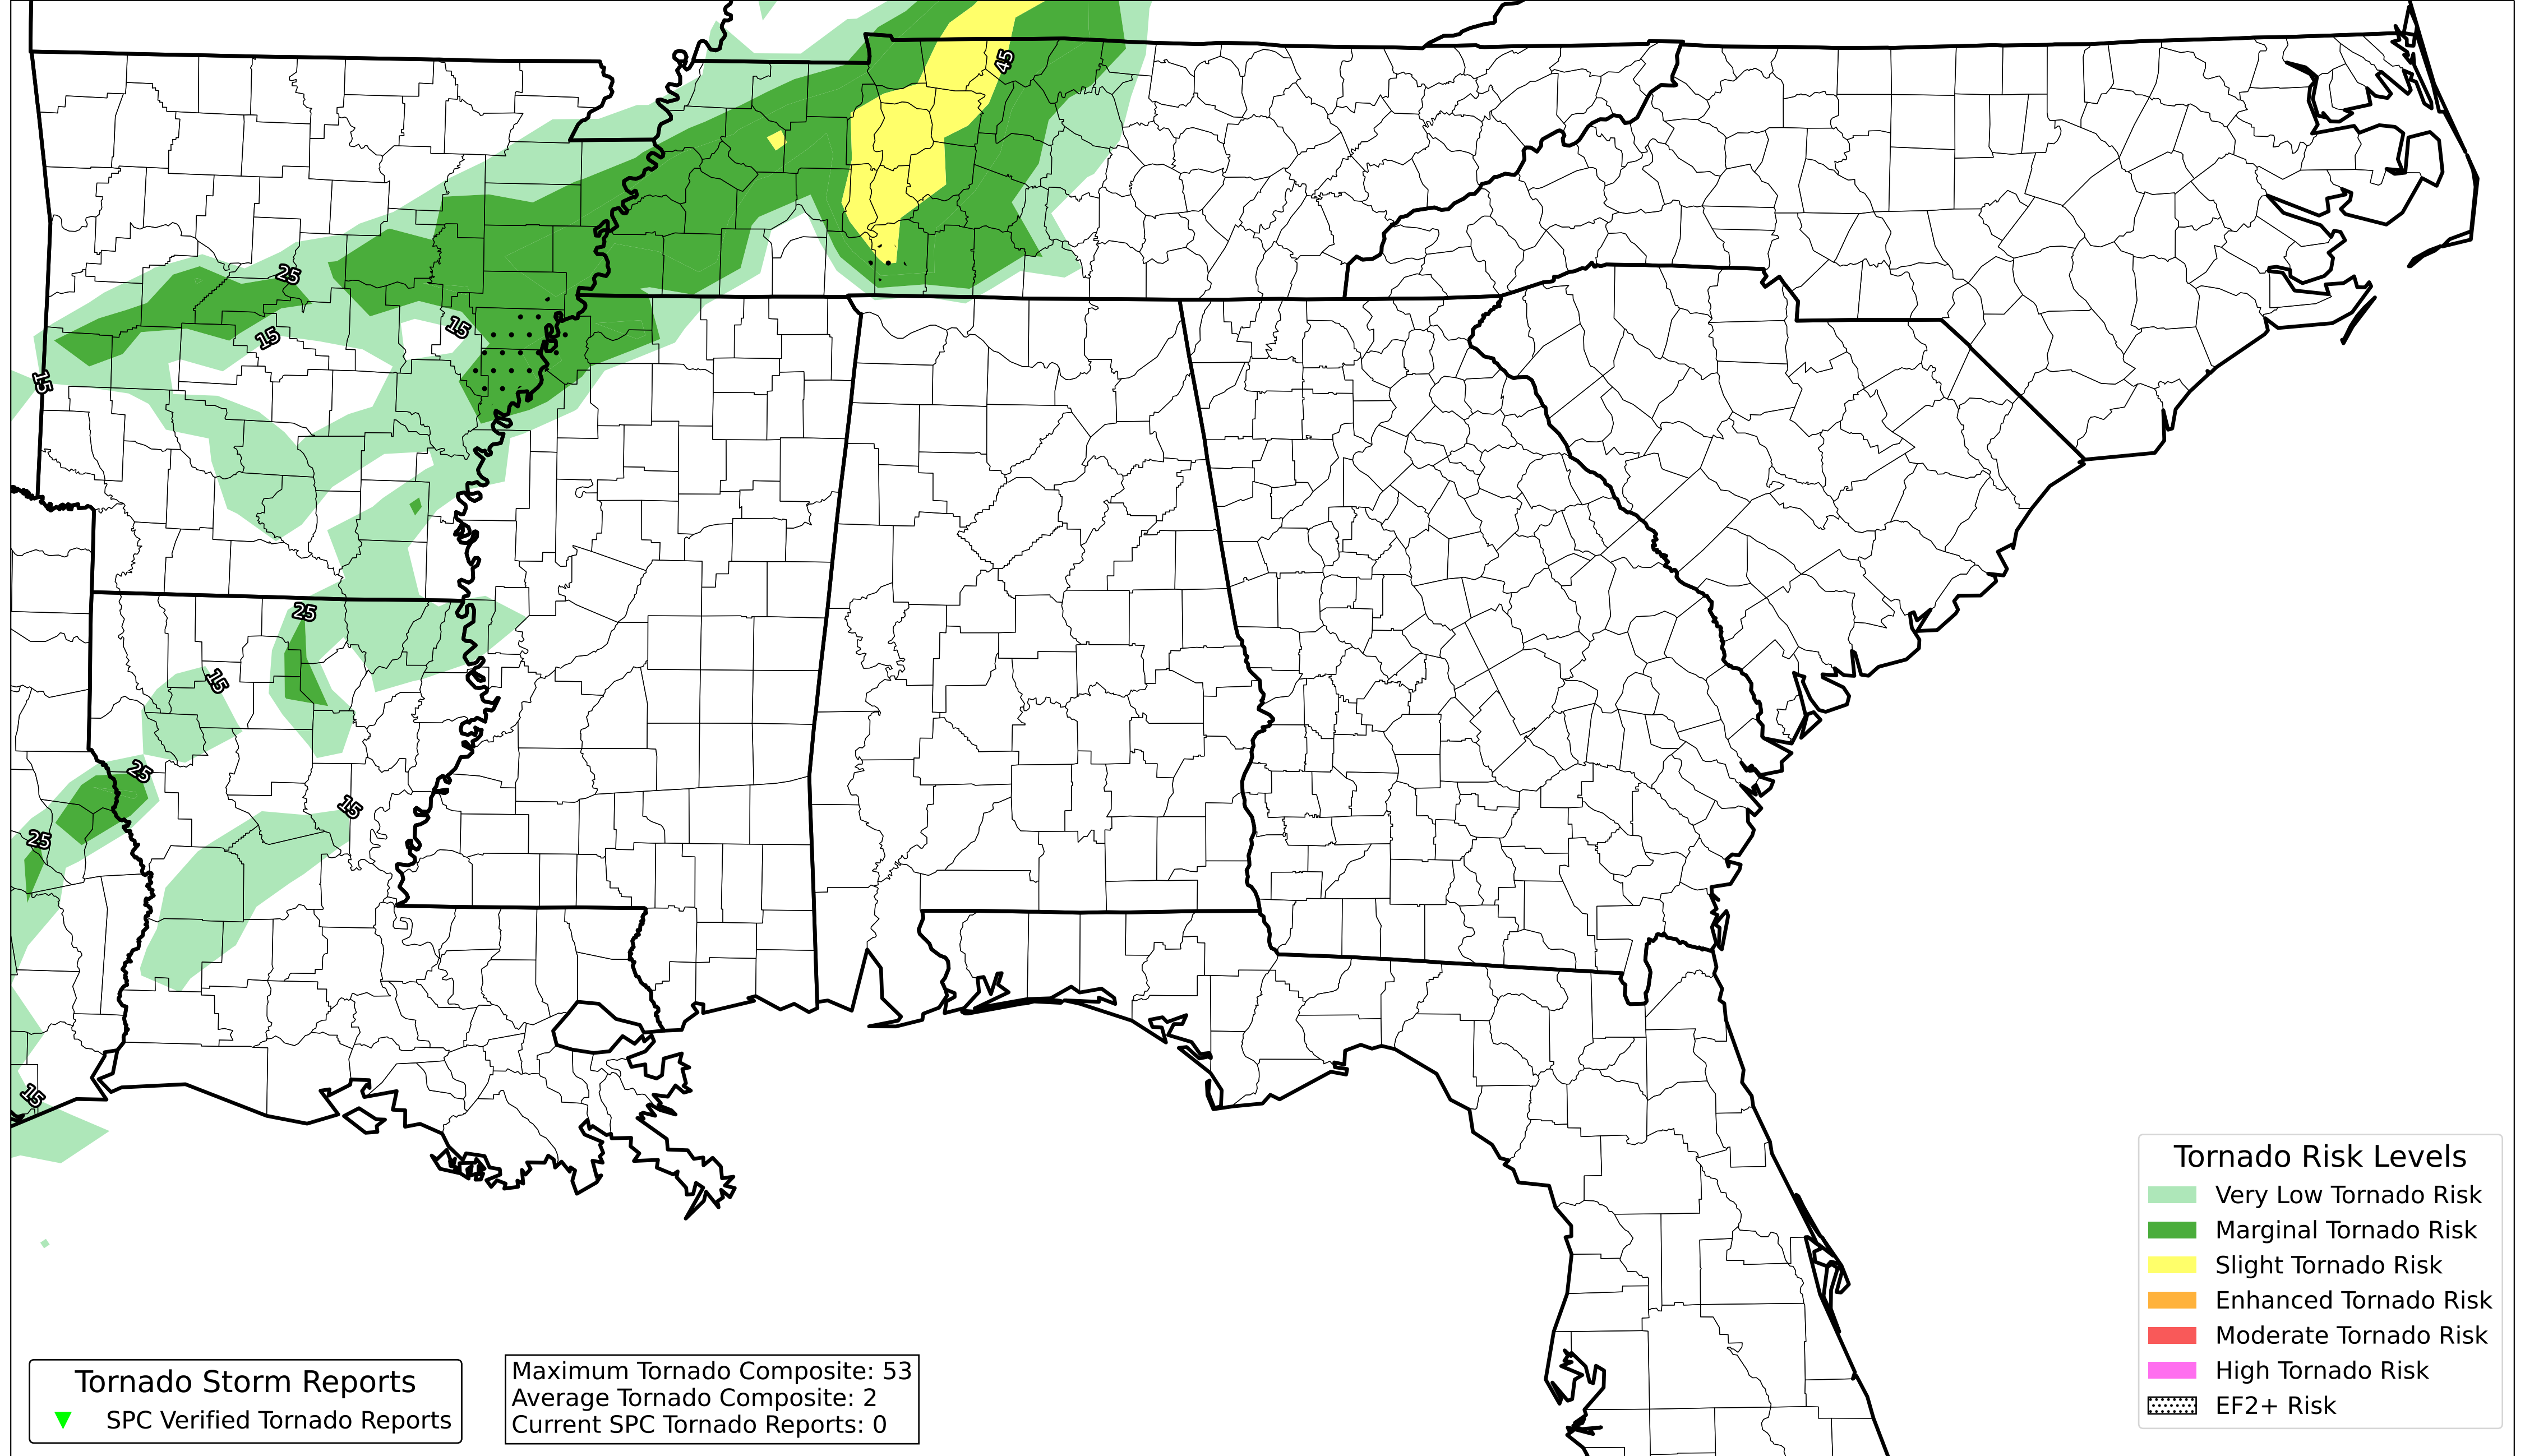 45
25
15
15
15
25
15
25
15
25
15
Tornado Risk Levels
Very Low Tornado Risk
Marginal Tornado Risk
Slight Tornado Risk
Enhanced Tornado Risk
Moderate Tornado Risk
High Tornado Risk
EF2+ Risk
Tornado Storm Reports
SPC Verified Tornado Reports
Maximum Tornado Composite: 53
Average Tornado Composite: 2
Current SPC Tornado Reports: 0